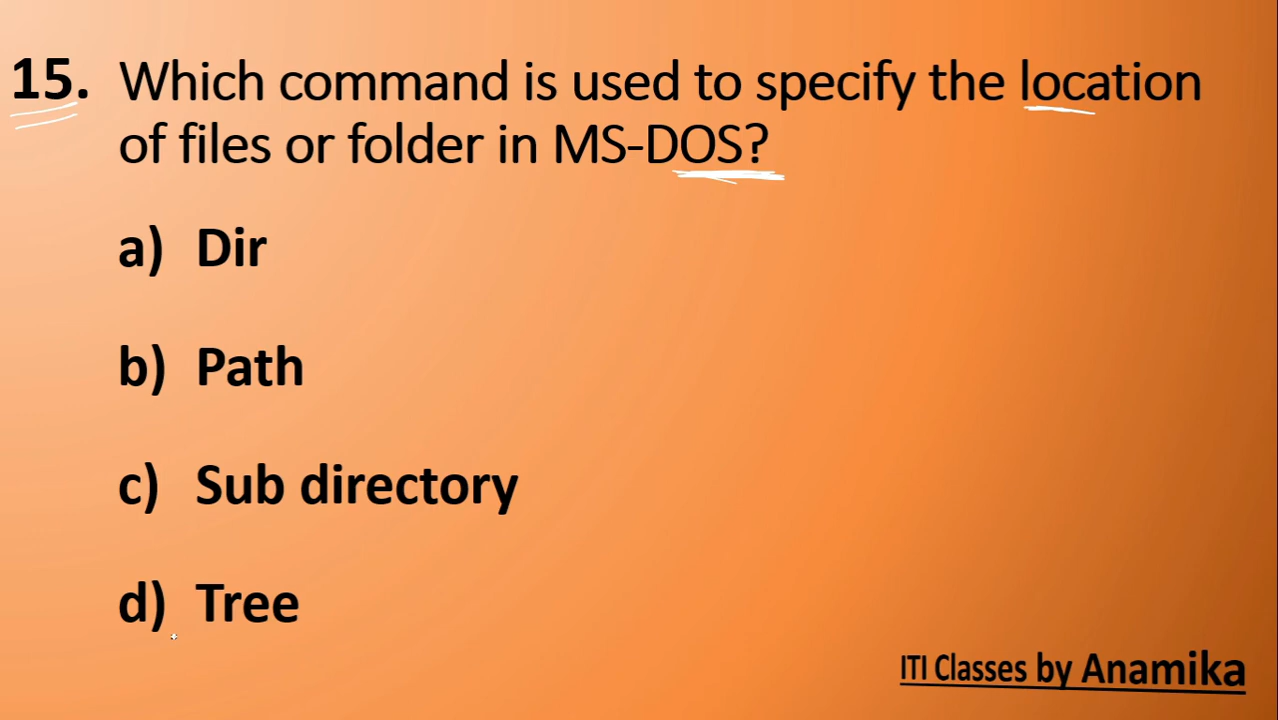 15. Which command is used to specify the location
of files or folder in MS-DOS?
a) Dir
b) Path
c) Sub directory
d) Tree
ITI Classes by Anamika